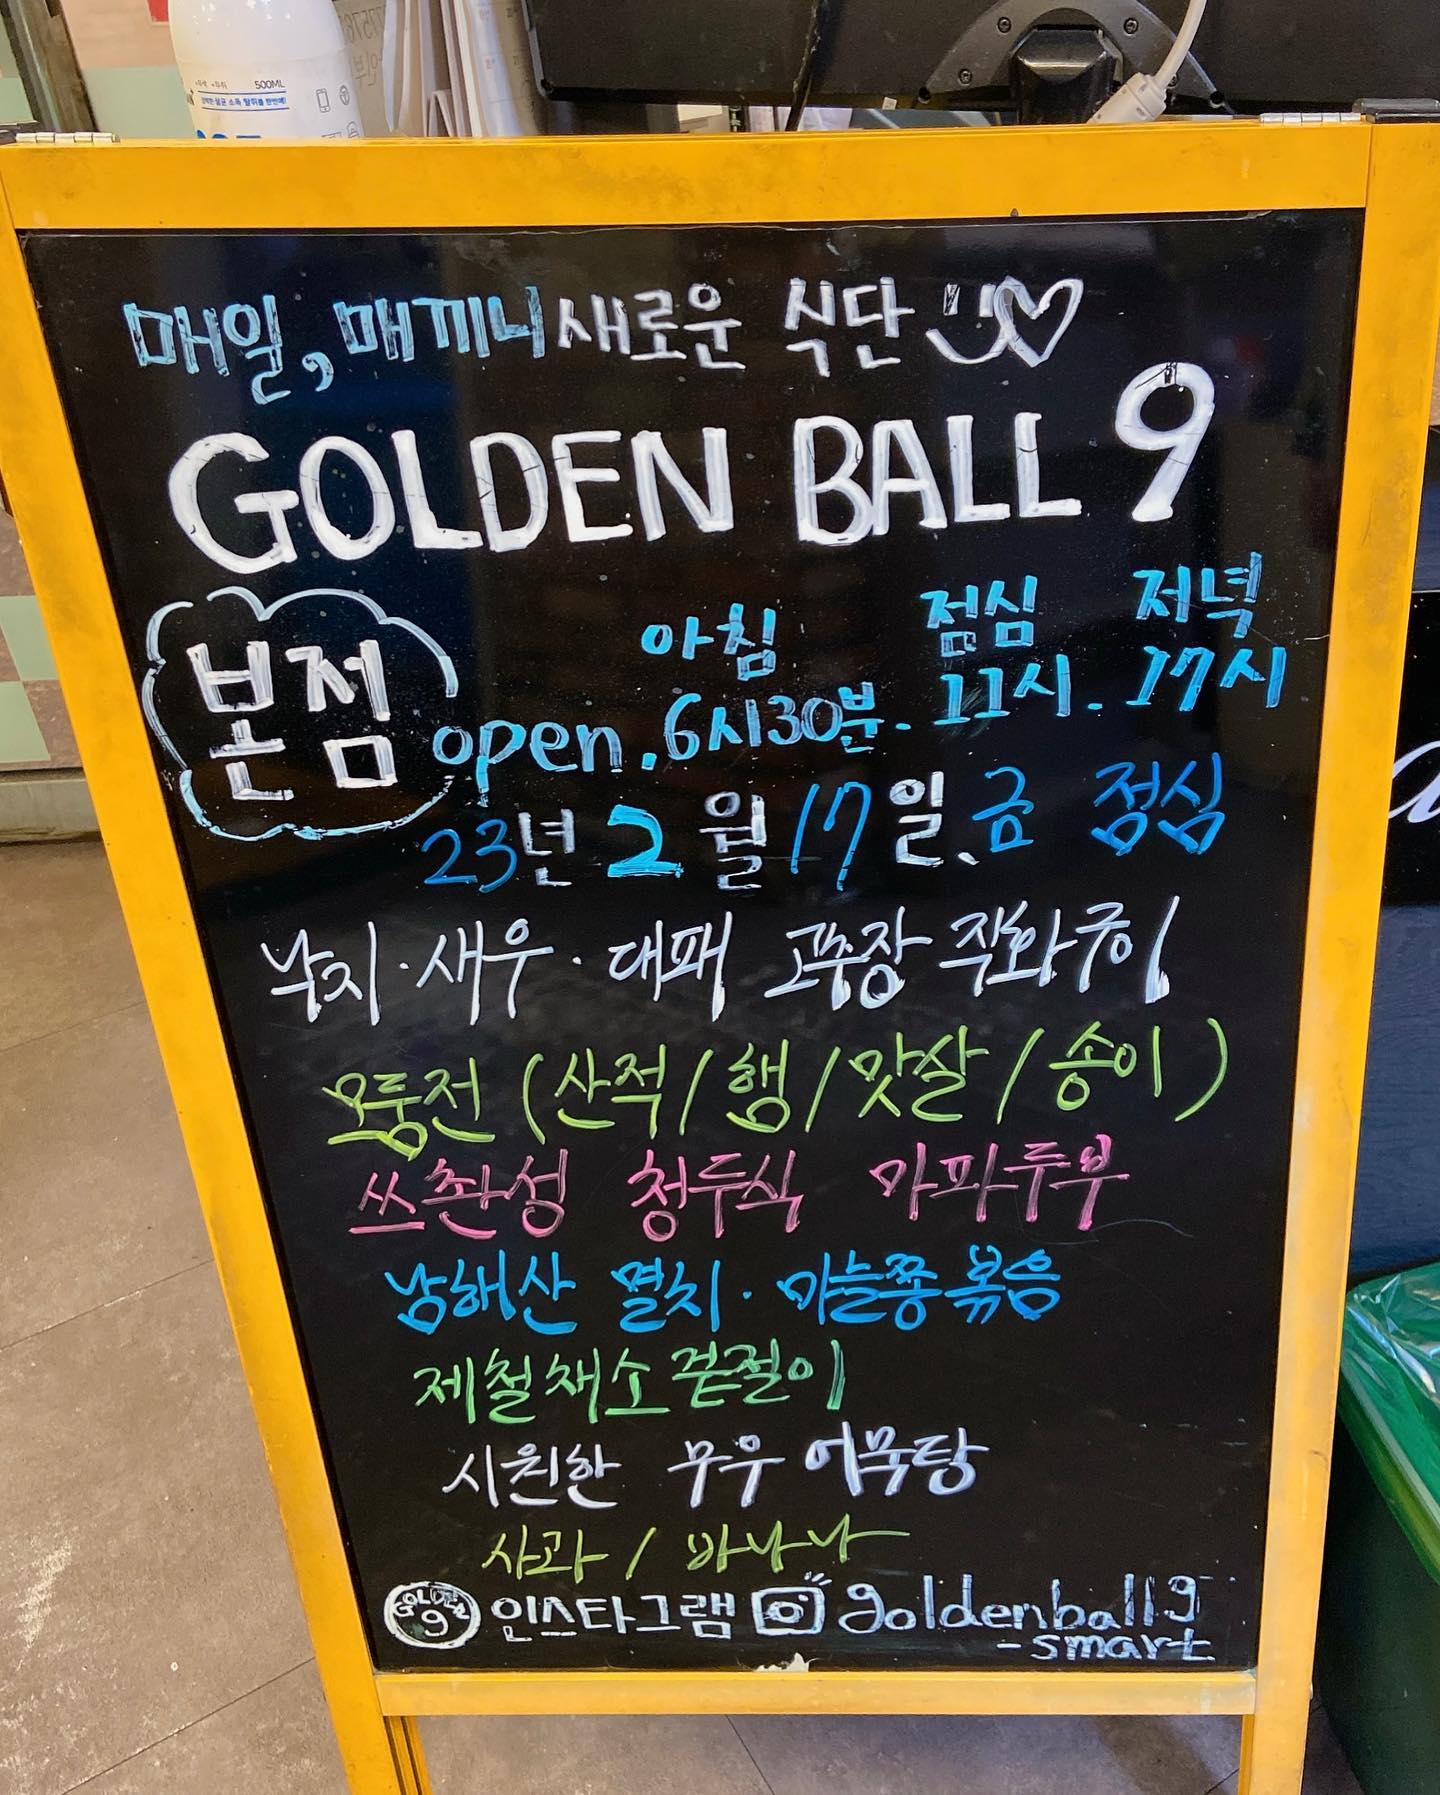 500ML
매일, 매끼니 새로운 식단
GOLDEN BALL 9
본점
아침 점심 저녁
open. 6시30분. 11시. 17시
23년 2월 17일. 금 점심
낙지·새우·대패 고추장 직화구이
모둠전 (산적/햄/맛살/송이)
쓰촨성 청두식 마파두부
남해산 멸치·마늘쫑볶음
제철채소 겉절이
시원한 무우 어묵탕
사과 / 바나나
GOLDEN 9 인스타그램 goldenball9
-smart